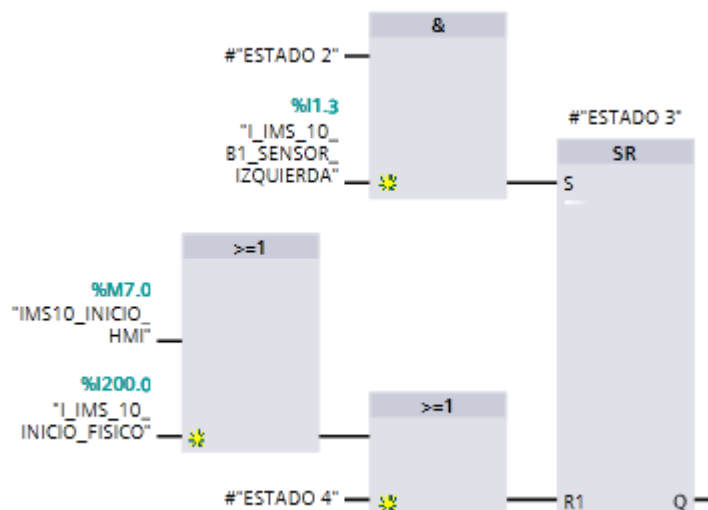 &
#"ESTADO 2"
%I1.3
"I_IMS_10_
B1_SENSOR_
IZQUIERDA"
#"ESTADO 3"
SR
S
>=1
%M7.0
"IMS10_INICIO_
HMI"
%I200.0
"I_IMS_10_
INICIO_FISICO"
>=1
#"ESTADO 4"
R1 Q